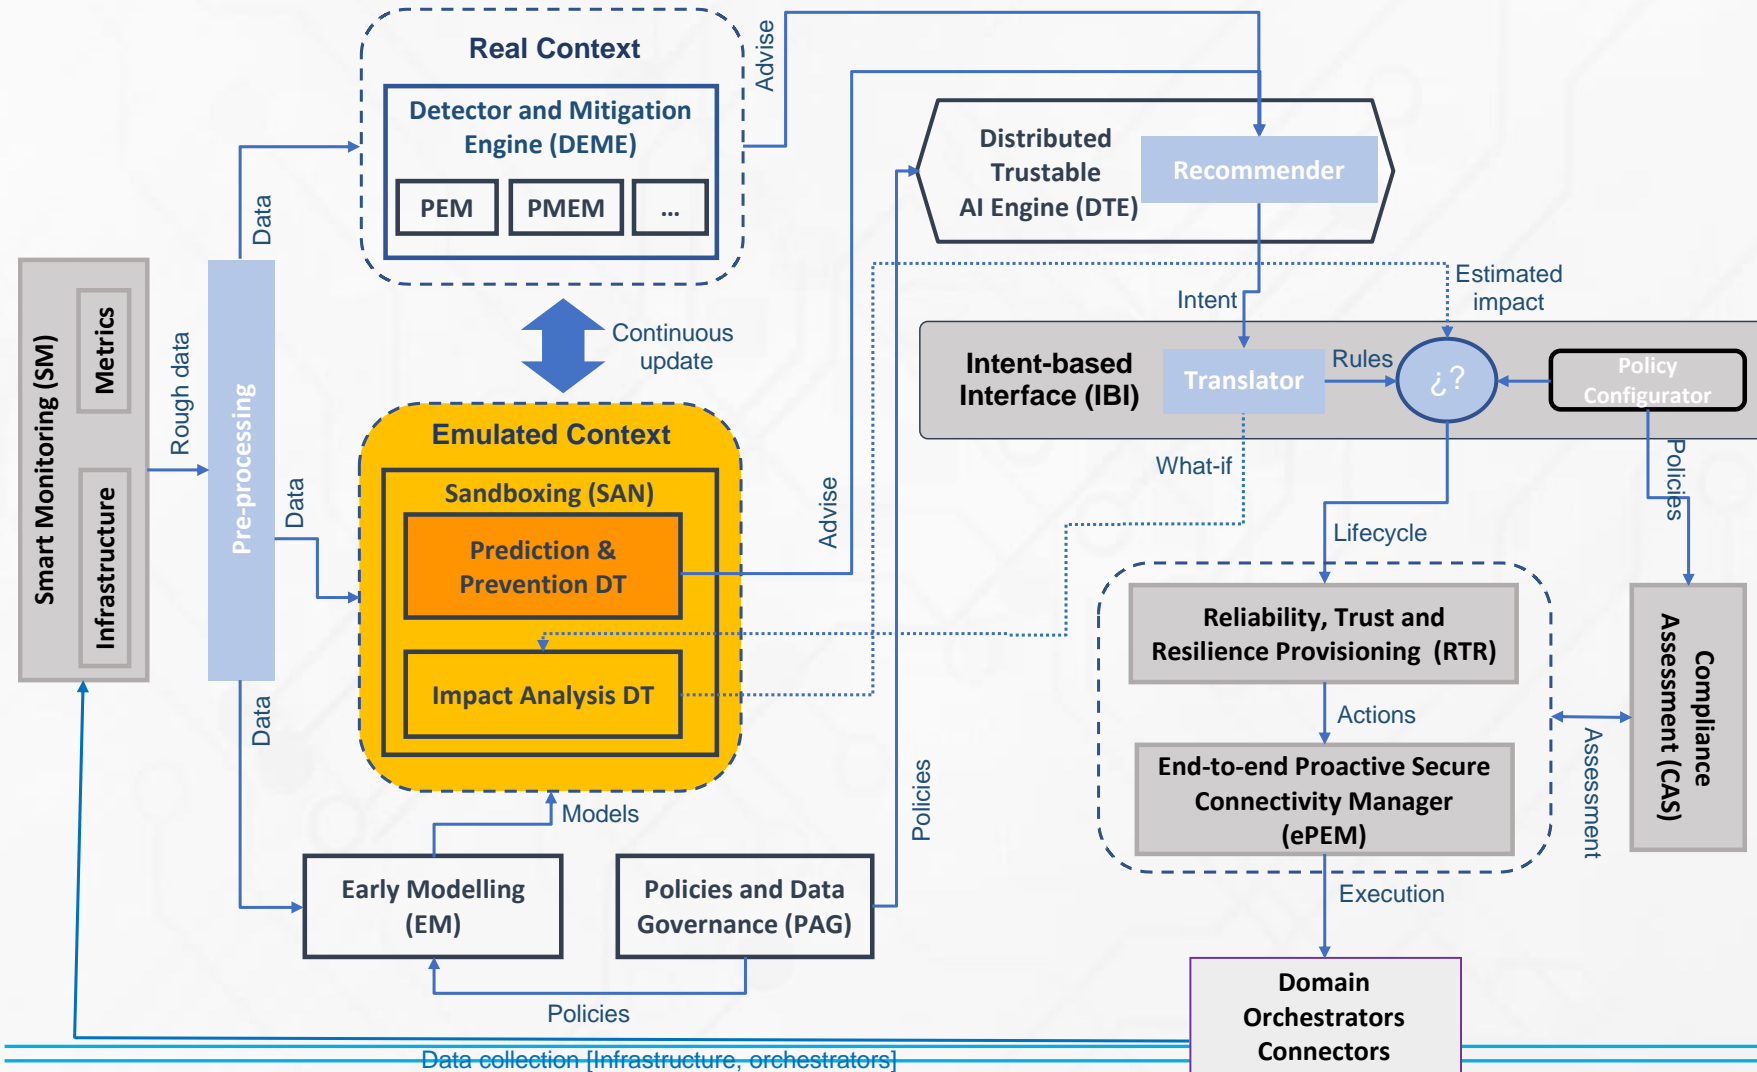 Real Context
Detector and Mitigation
Engine (DEME)
PEM
PMEM
...
Advise
Data
Distributed
Trustable
AI Engine (DTE)
Recommender
Smart Monitoring (SM)
Metrics
Infrastructure
Rough data
Pre-processing
Continuous
update
Intent
Estimated
impact
Intent-based
Interface (IBI)
Translator
Rules
¿?
Policy
Configurator
Emulated Context
Sandboxing (SAN)
Prediction &
Prevention DT
Impact Analysis DT
Data
Advise
What-if
Policies
Lifecycle
Reliability, Trust and
Resilience Provisioning (RTR)
Actions
End-to-end Proactive Secure
Connectivity Manager
(ePEM)
Compliance
Assessment (CAS)
Assessment
Data
Models
Policies
Early Modelling
(EM)
Policies and Data
Governance (PAG)
Execution
Policies
Domain
Orchestrators
Connectors
Data collection [Infrastructure, orchestrators]